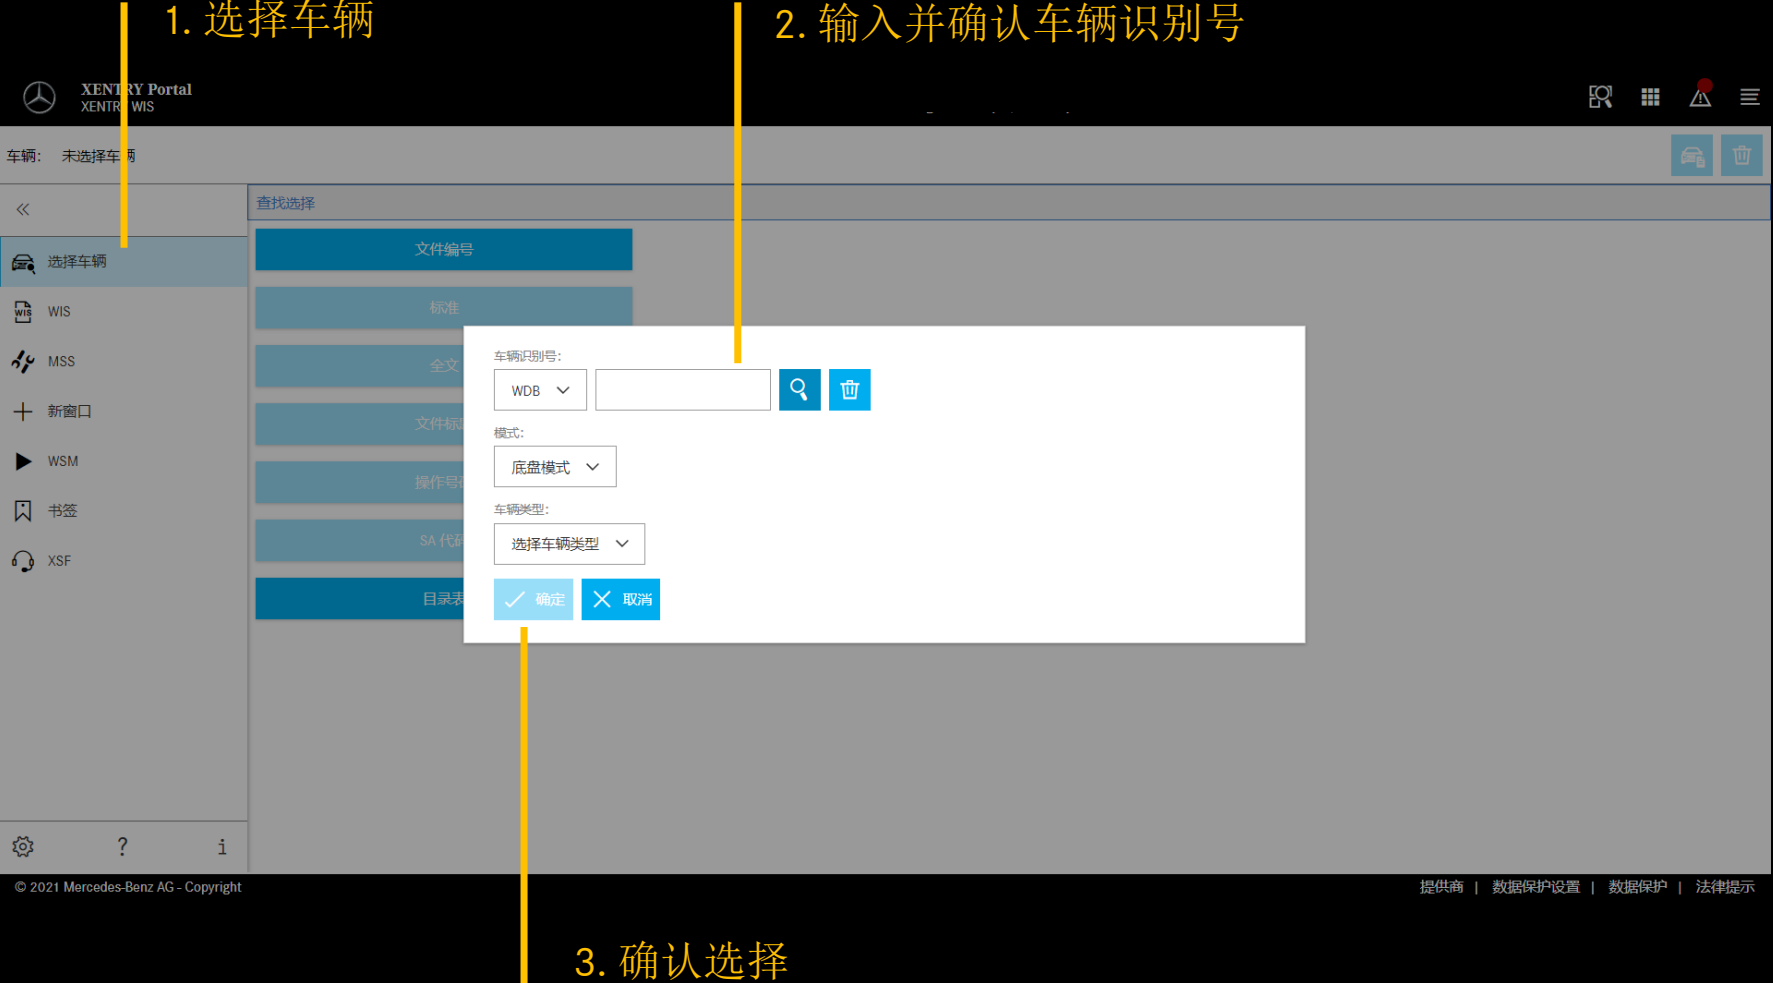 1. 选择车辆
2. 输入并确认车辆识别号
XENTRY Portal
XENTRY WIS
车辆: 未选择车辆
查找选择
选择车辆
WIS
MSS
新窗口
WSM
书签
XSF
文件编号
标准
全文
文件标
操作号
SA 代码
目录表
车辆识别号:
WDB
模式:
底盘模式
车辆类型:
选择车辆类型
确定
取消
? i
© 2021 Mercedes-Benz AG - Copyright
提供商 | 数据保护设置 | 数据保护 | 法律提示
3. 确认选择